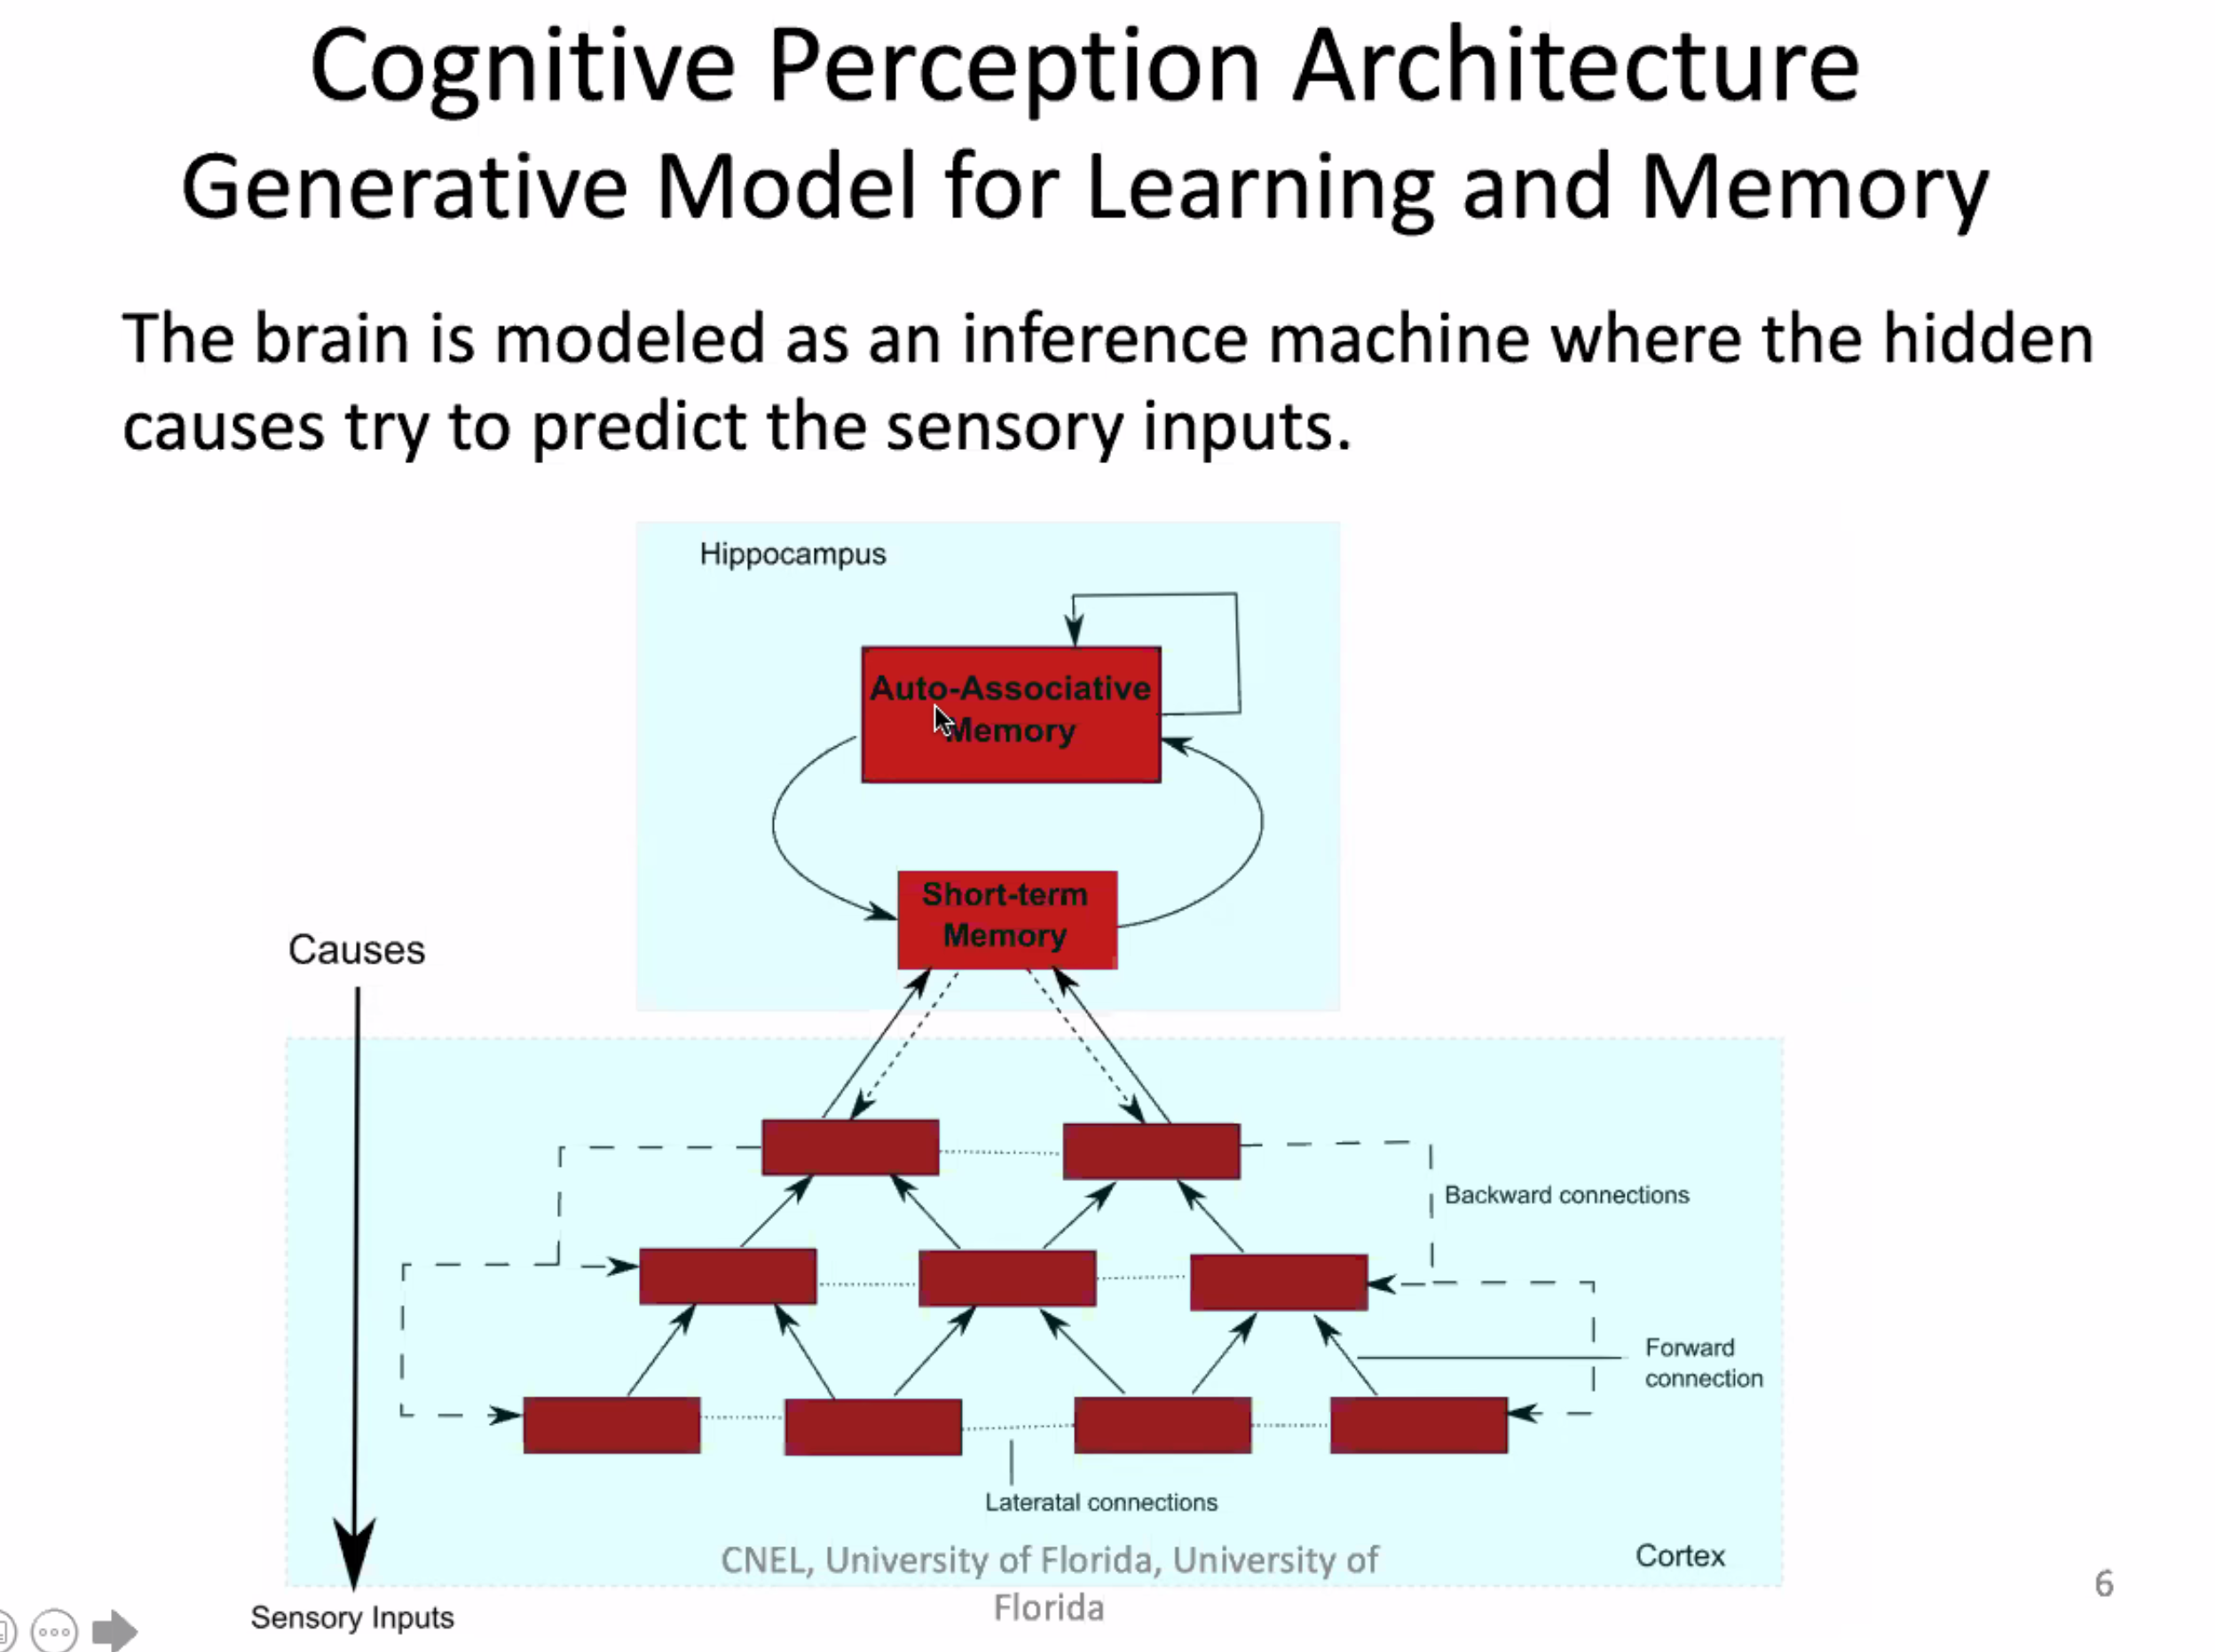 Cognitive Perception Architecture
Generative Model for Learning and Memory
The brain is modeled as an inference machine where the hidden
causes try to predict the sensory inputs.
Hippocampus
Auto-Associative
Memory
Short-term
Memory
Causes
Backward connections
Forward
connection
Lateratal connections
Cortex
CNEL, University of Florida, University of
Florida
Sensory Inputs
6